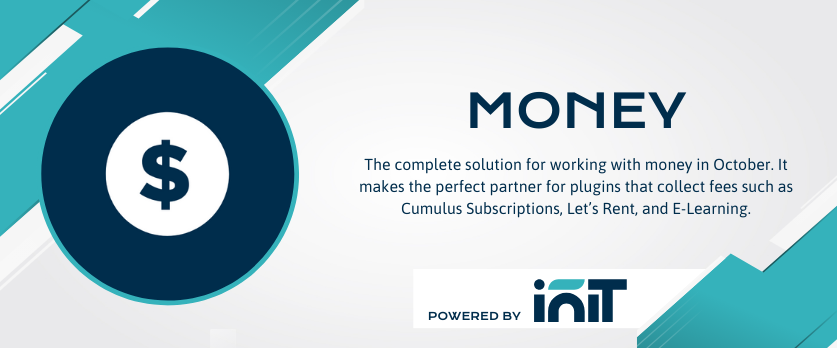 $
MONEY
The complete solution for working with money in October. It
makes the perfect partner for plugins that collect fees such as
Cumulus Subscriptions, Let's Rent, and E-Learning.
POWERED BY iniT